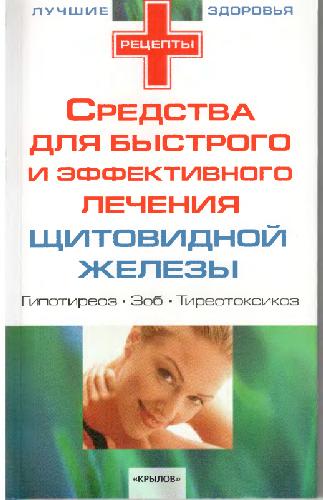 ЛУЧШИЕ ЗДОРОВЬЯ
РЕЦЕПТЫ
СРЕДСТВА
ДЛЯ БЫСТРОГО
И ЭФФЕКТИВНОГО
ЛЕЧЕНИЯ
ЩИТОВИДНОЙ
ЖЕЛЕЗЫ
Гипотиреоз · Зоб · Тиреотоксикоз
«КРЫЛОВ»